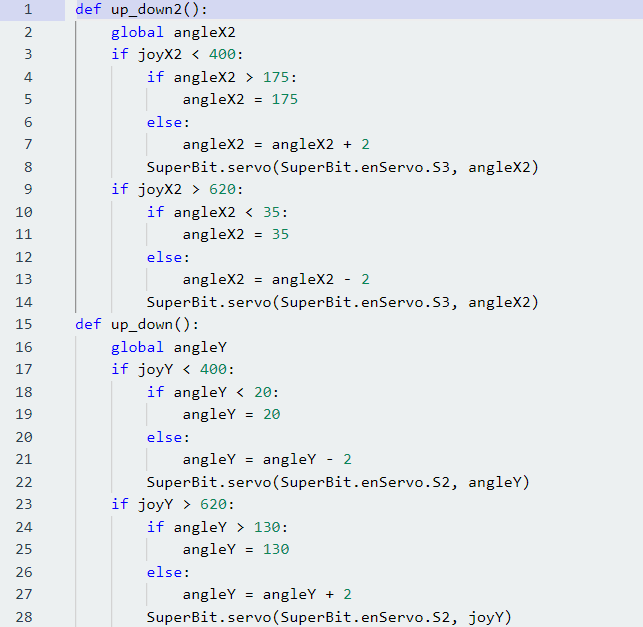 1 def up_down2():
2     global angleX2
3     if joyX2 < 400:
4         if angleX2 > 175:
5             angleX2 = 175
6         else:
7             angleX2 = angleX2 + 2
8         SuperBit.servo(SuperBit.enServo.S3, angleX2)
9     if joyX2 > 620:
10         if angleX2 < 35:
11             angleX2 = 35
12         else:
13             angleX2 = angleX2 - 2
14         SuperBit.servo(SuperBit.enServo.S3, angleX2)
15 def up_down():
16     global angleY
17     if joyY < 400:
18         if angleY < 20:
19             angleY = 20
20         else:
21             angleY = angleY - 2
22         SuperBit.servo(SuperBit.enServo.S2, angleY)
23     if joyY > 620:
24         if angleY > 130:
25             angleY = 130
26         else:
27             angleY = angleY + 2
28         SuperBit.servo(SuperBit.enServo.S2, joyY)